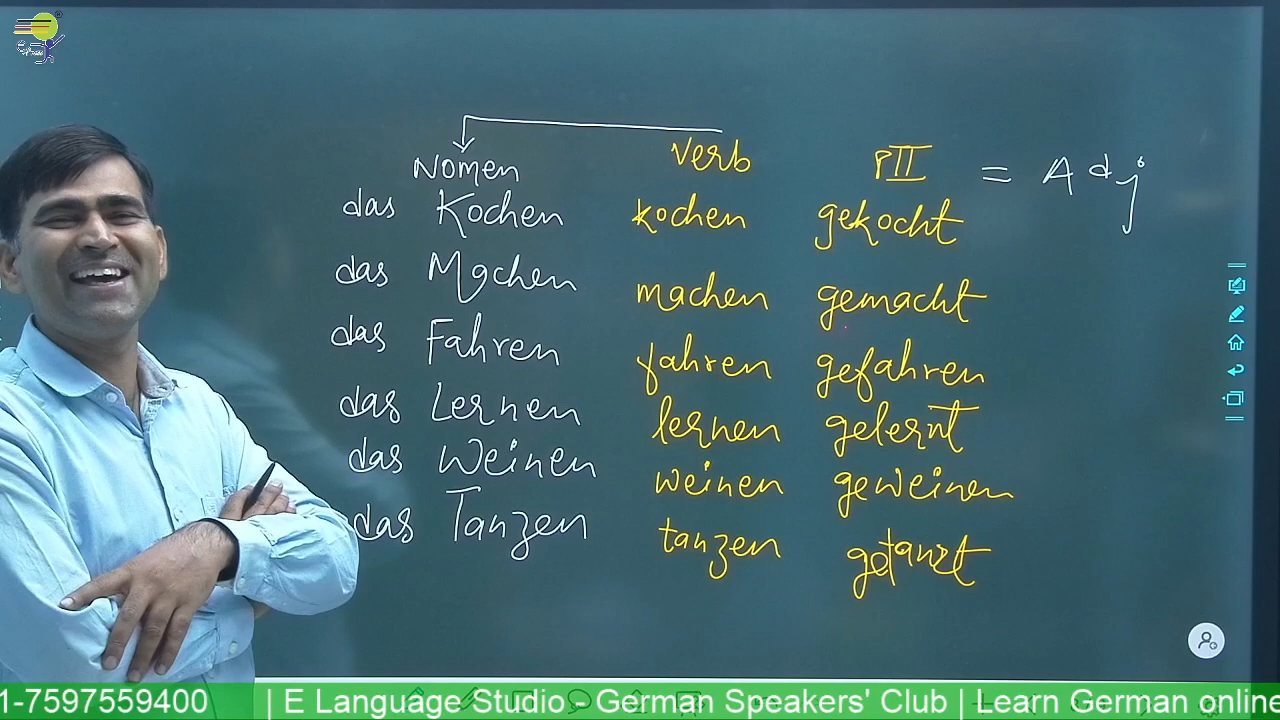 Nomen Verb PII = Adj
das Kochen kochen gekocht
das Machen machen gemacht
das Fahren fahren gefahren
das Lernen lernen gelernt
das Weinen weinen geweinen
das Tanzen tanzen getanzt
1-7597559400 | E Language Studio - German Speakers' Club | Learn German online